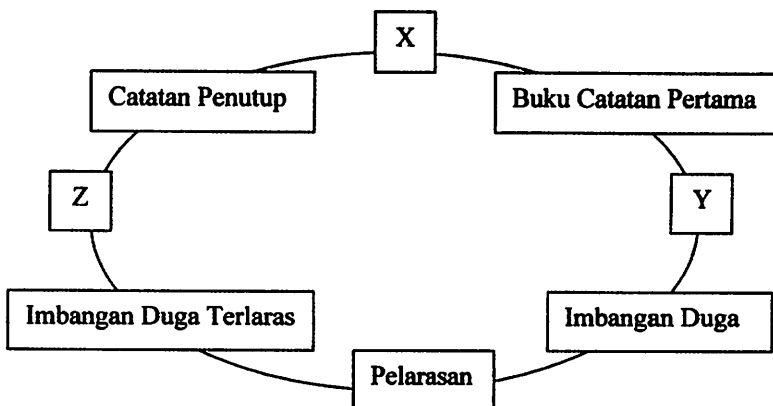 X
Catatan Penutup
Buku Catatan Pertama
Z
Y
Imbangan Duga Terlaras
Imbangan Duga
Pelarasan